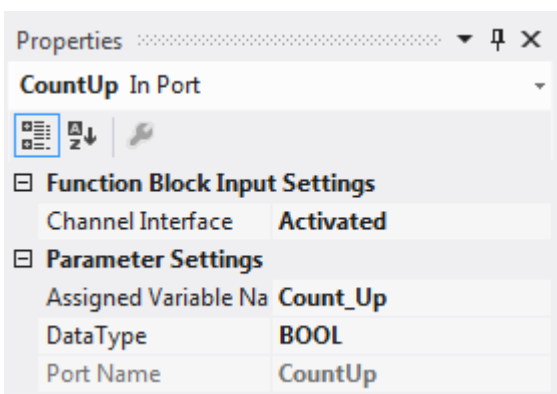 Properties
CountUp In Port
Function Block Input Settings
Channel Interface Activated
Parameter Settings
Assigned Variable Na Count_Up
DataType BOOL
Port Name CountUp